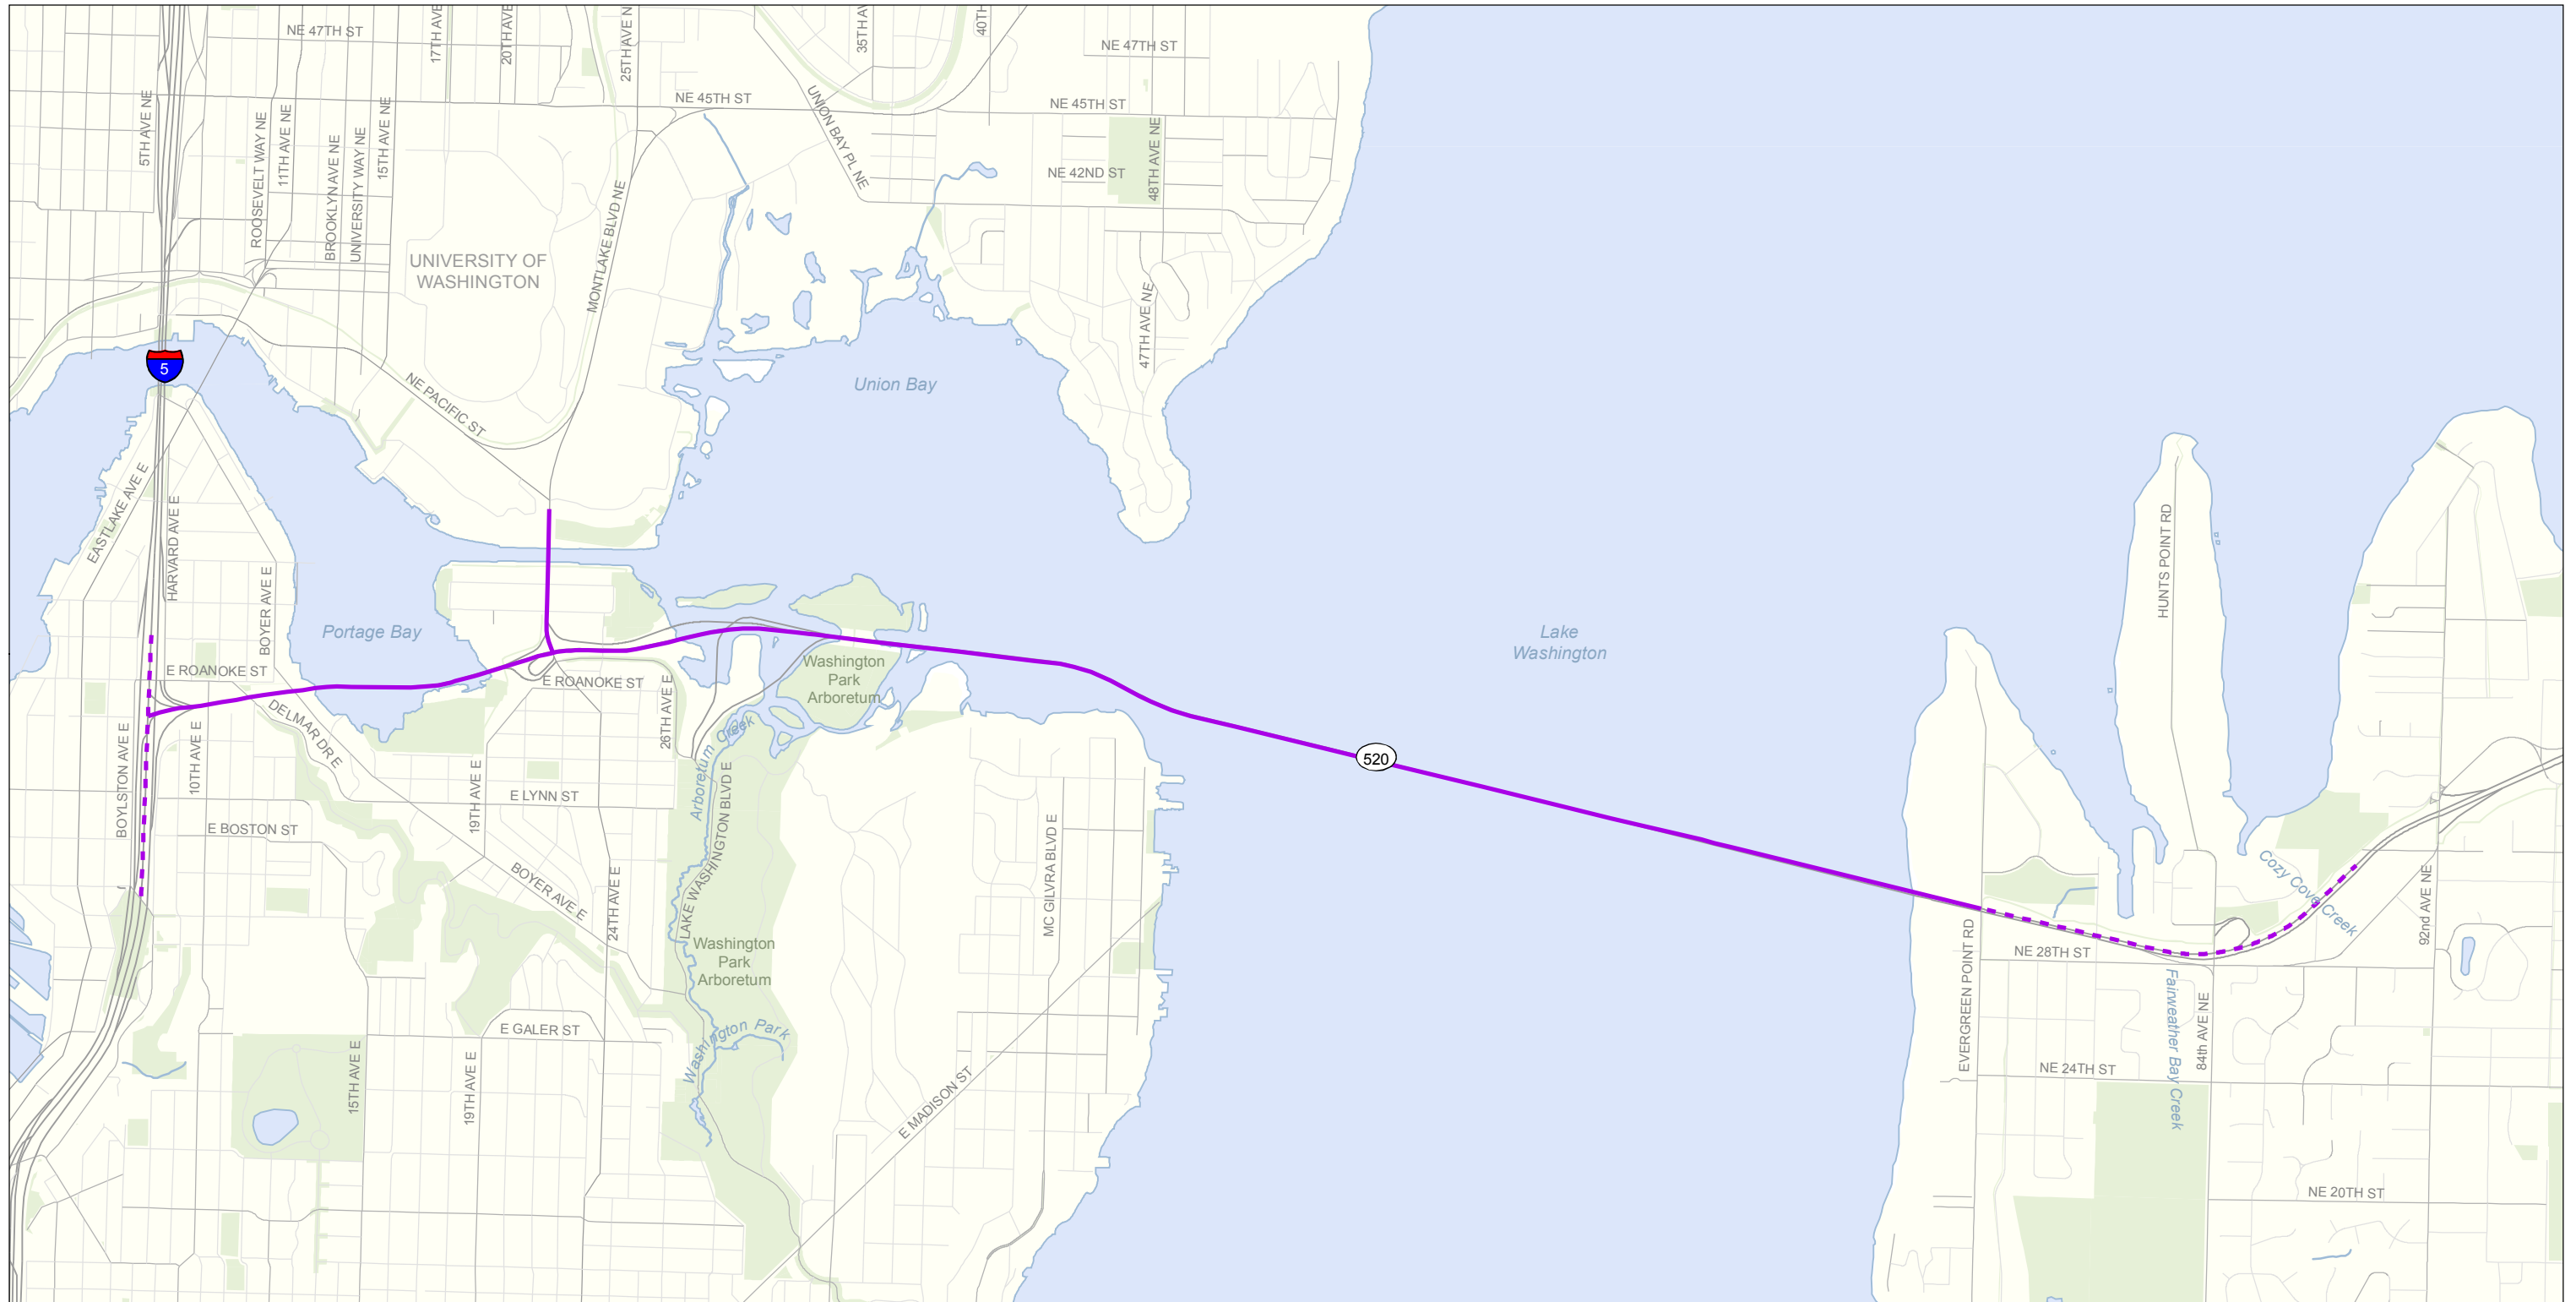 NE 47TH ST
17TH AVE
20TH AVE
25TH AVE N
35TH AV
40TH
NE 47TH ST
5TH AVE NE
NE 45TH ST
NE 45TH ST
UNION BAY PL NE
ROOSEVELT WAY NE
11TH AVE NE
BROOKLYN AVE NE
UNIVERSITY WAY NE
15TH AVE NE
NE 42ND ST
48TH AVE NE
UNIVERSITY OF
WASHINGTON
MONTLAKE BLVD NE
47TH AVE NE
5
NE PACIFIC ST
Union Bay
EASTLAKE AVE E
HARVARD AVE E
BOYER AVE E
HUNTS POINT RD
Portage Bay
Lake
Washington
E ROANOKE ST
E ROANOKE ST
26TH AVE E
Washington
Park
Arboretum
DELMAR DR E
BOYLSTON AVE E
10TH AVE E
19TH AVE E
Arboretum Creek
LAKE WASHINGTON BLVD E
520
E LYNN ST
E BOSTON ST
BOYER AVE E
24TH AVE E
MC GILVRA BLVD E
Cozy Cove Creek
92nd AVE NE
EVERGREEN POINT RD
NE 28TH ST
Washington
Park
Arboretum
Fairweather Bay Creek
84th AVE NE
E GALER ST
Washington Park
15TH AVE E
19TH AVE E
E MADISON ST
NE 24TH ST
NE 20TH ST